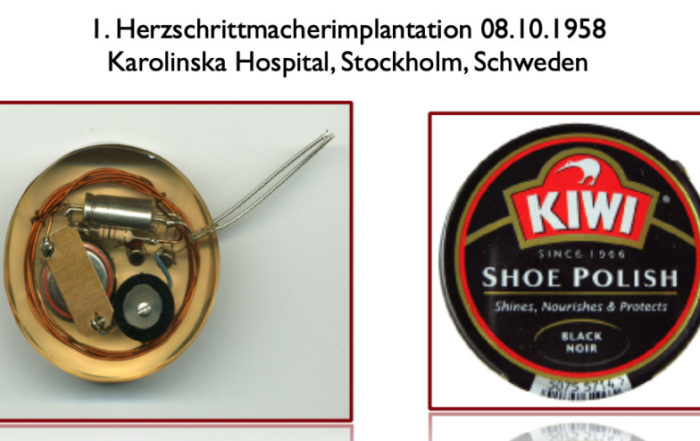 1. Herzschrittmacherimplantation 08.10.1958
Karolinska Hospital, Stockholm, Schweden
KIWI
®
SINCE 1906
SHOE POLISH
Shines, Nourishes & Protects
BLACK
NOIR